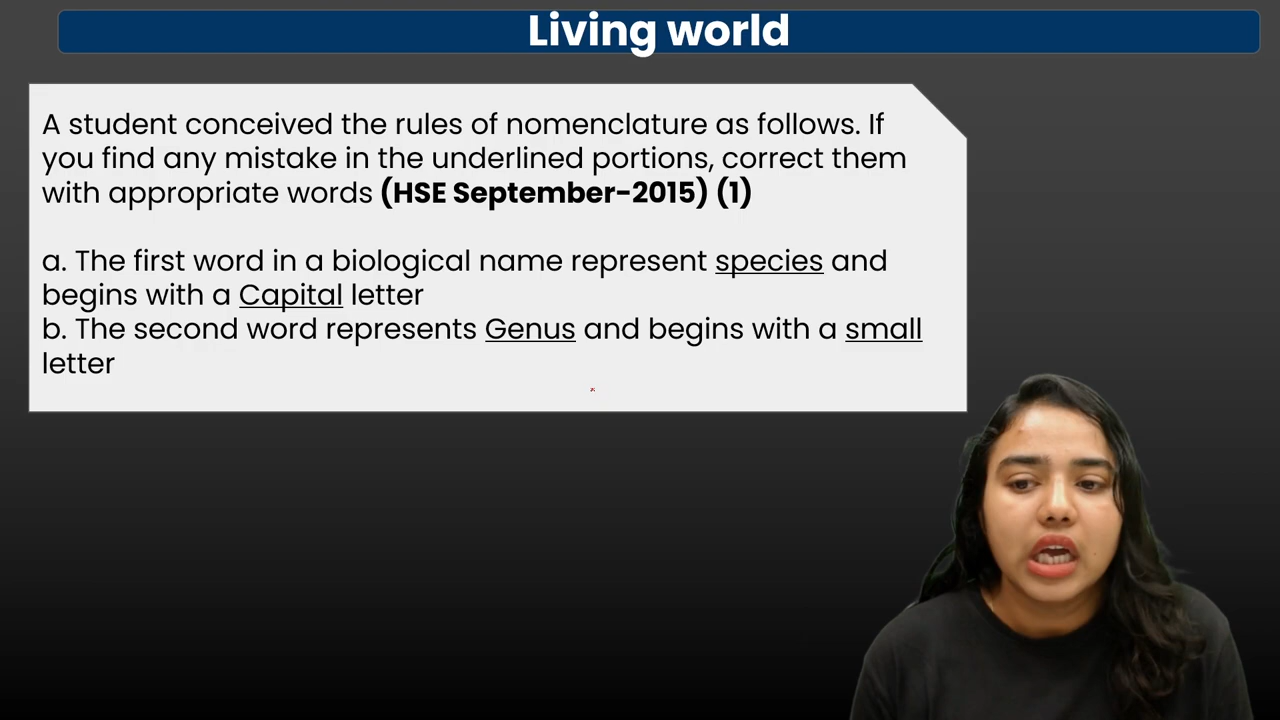 Living world
A student conceived the rules of nomenclature as follows. If
you find any mistake in the underlined portions, correct them
with appropriate words (HSE September-2015) (1)
a. The first word in a biological name represent species and
begins with a Capital letter
b. The second word represents Genus and begins with a small
letter